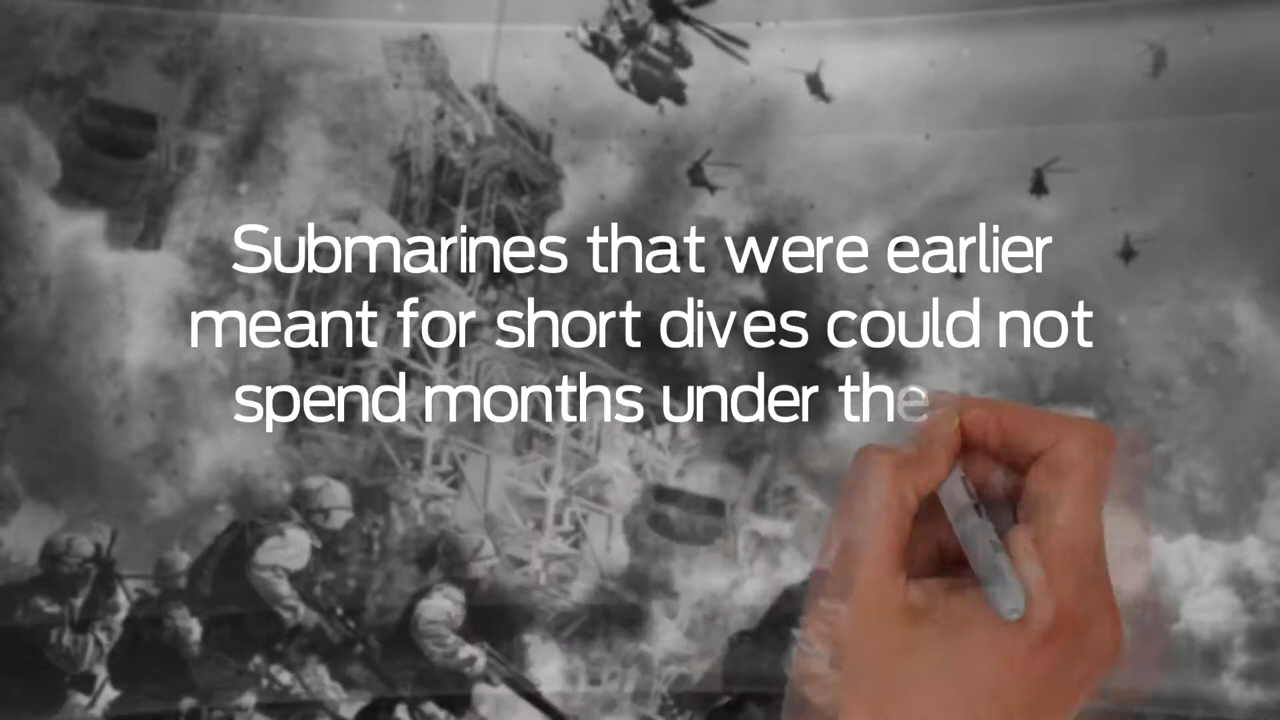 Submarines that were earlier
meant for short dives could not
spend months under the